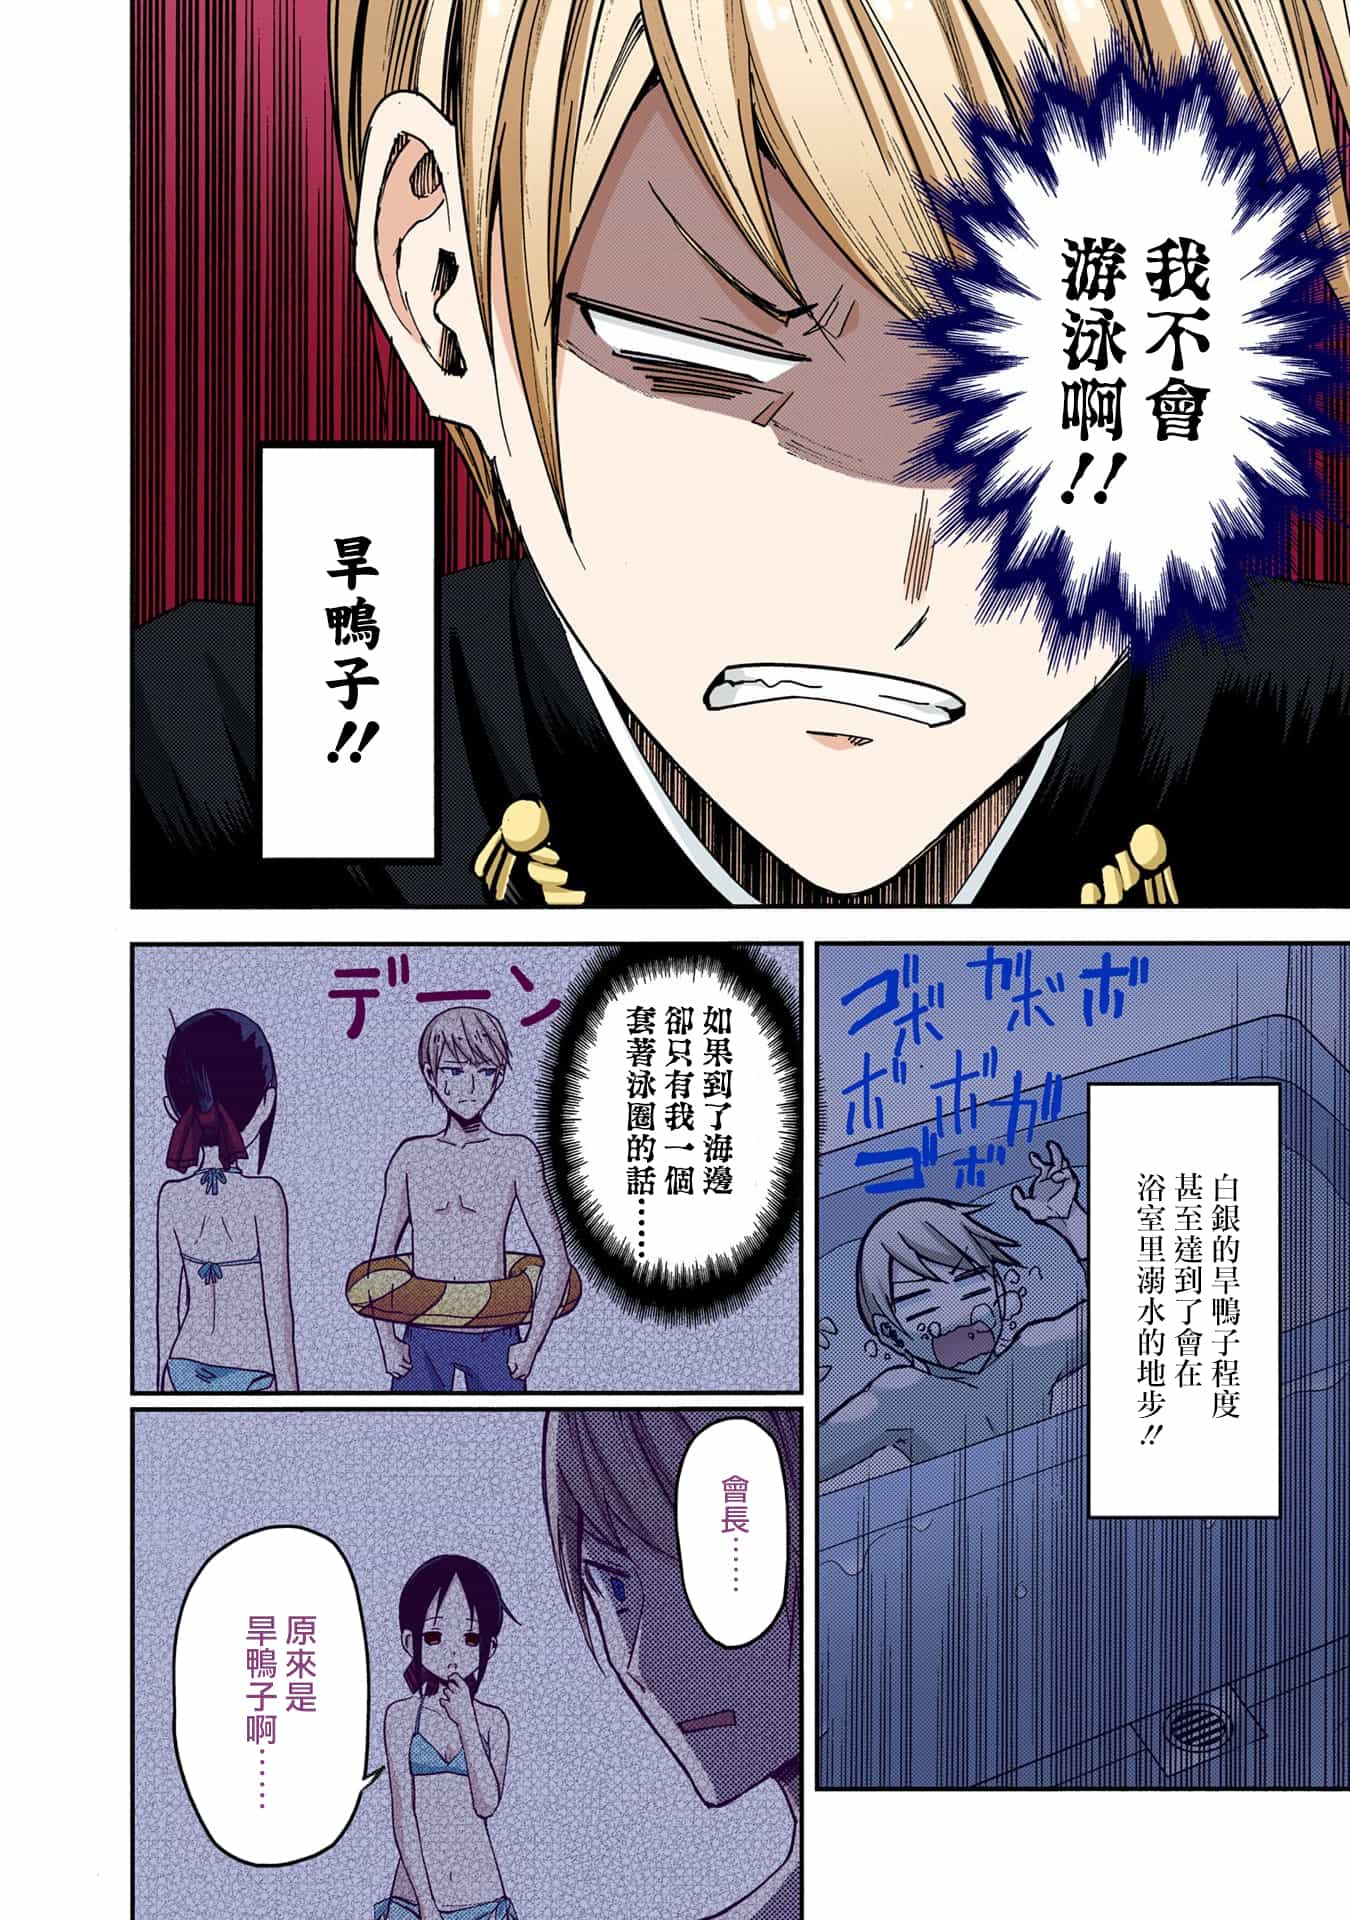 我不會
游泳啊!!
旱鴨子!!
ゴボ
ガボボ
ボボボガ
ゴボ
白銀的旱鴨子程度
甚至達到了會在
浴室里溺水的地步!!
如果到了海邊
卻只有我一個
套著泳圈的話……
デーン
會長……
原來是
旱鴨子啊……